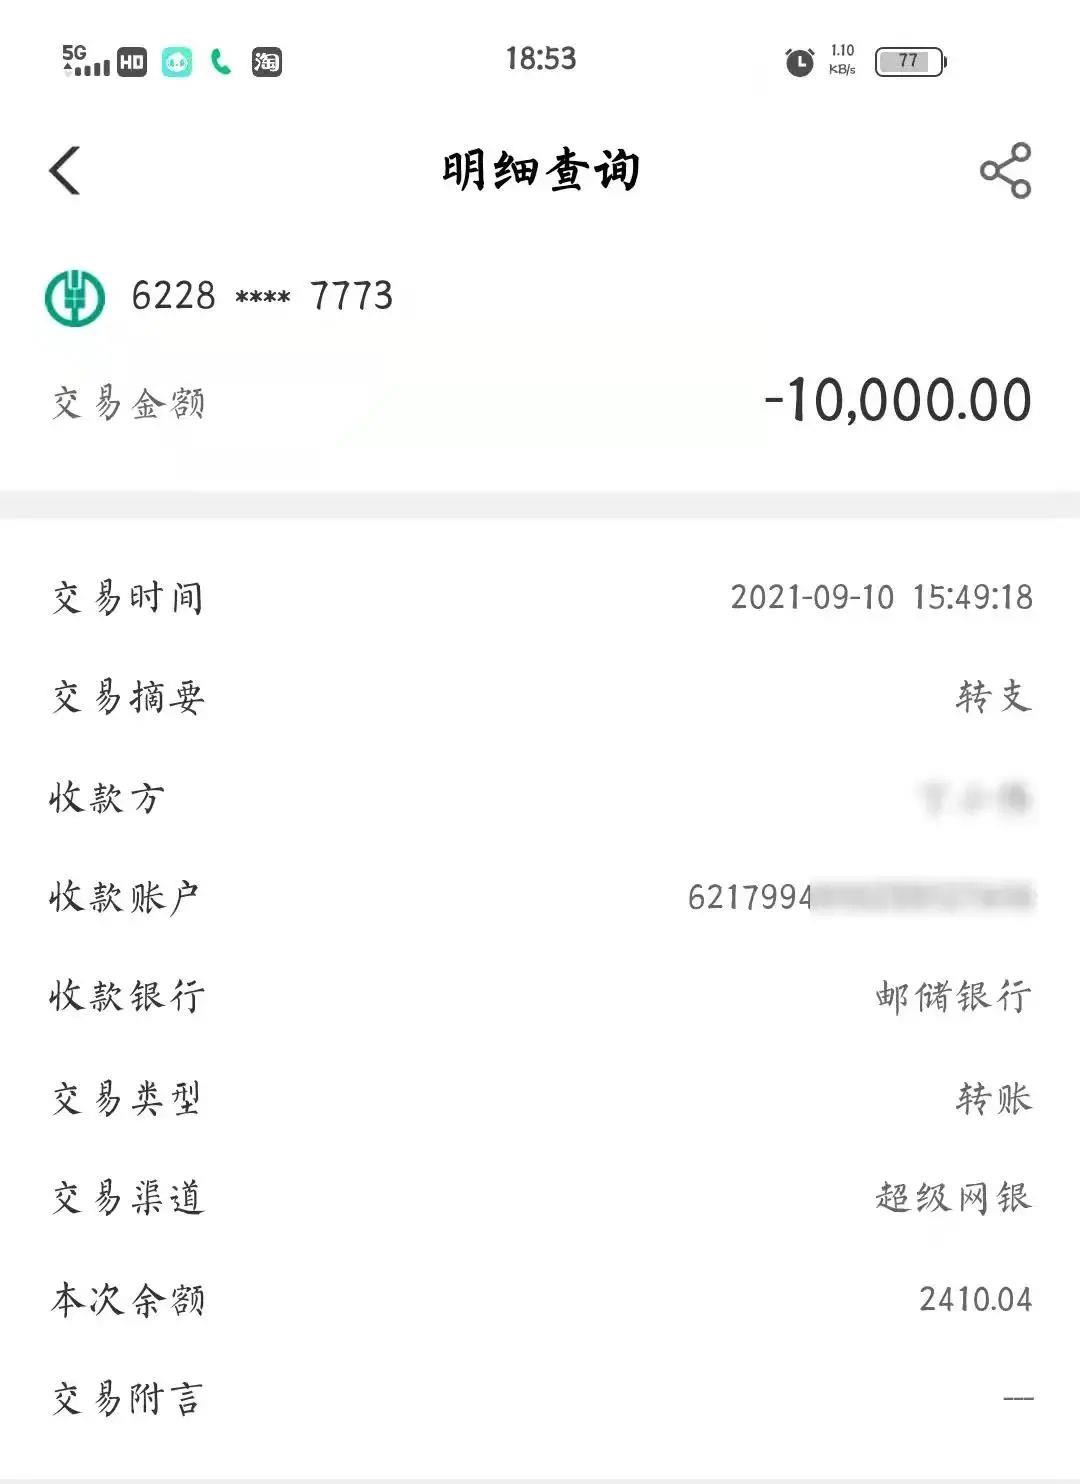 5G HD 淘 18:53 1.10 KB/s 77
明细查询
6228 **** 7773
交易金额 -10,000.00
交易时间 2021-09-10 15:49:18
交易摘要 转支
收款方
收款账户 6217994
收款银行 邮储银行
交易类型 转账
交易渠道 超级网银
本次余额 2410.04
交易附言 ---